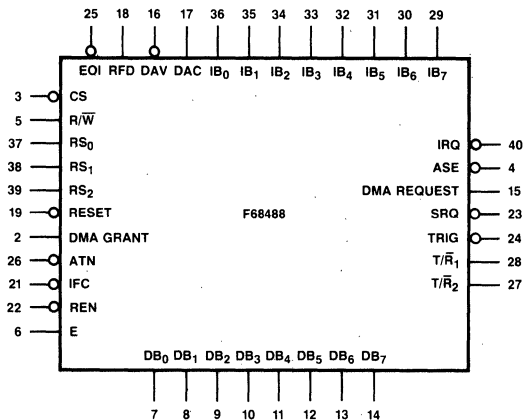 25 18 16 17 36 35 34 33 32 31 30 29
EOI RFD DAV DAC IB0 IB1 IB2 IB3 IB4 IB5 IB6 IB7
3 CS
5 R/W̅
37 RS0
38 RS1
39 RS2
19 RESET
2 DMA GRANT
26 ATN
21 IFC
22 REN
6 E
F68488
IRQ 40
ASE 4
DMA REQUEST 15
SRQ 23
TRIG 24
T/R̅1 28
T/R̅2 27
DB0 DB1 DB2 DB3 DB4 DB5 DB6 DB7
7 8 9 10 11 12 13 14